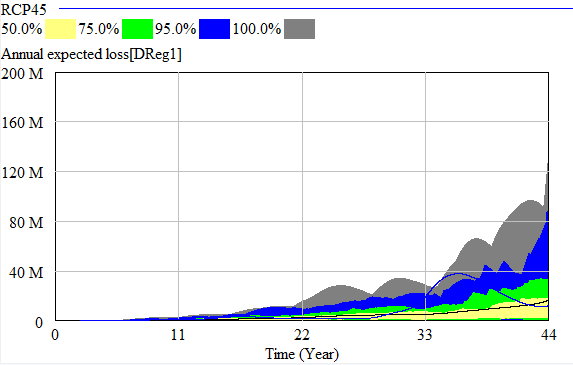 RCP45
50.0% 75.0% 95.0% 100.0%
Annual expected loss[DReg1]
200 M
160 M
120 M
80 M
40 M
0
0 11 22 33 44
Time (Year)